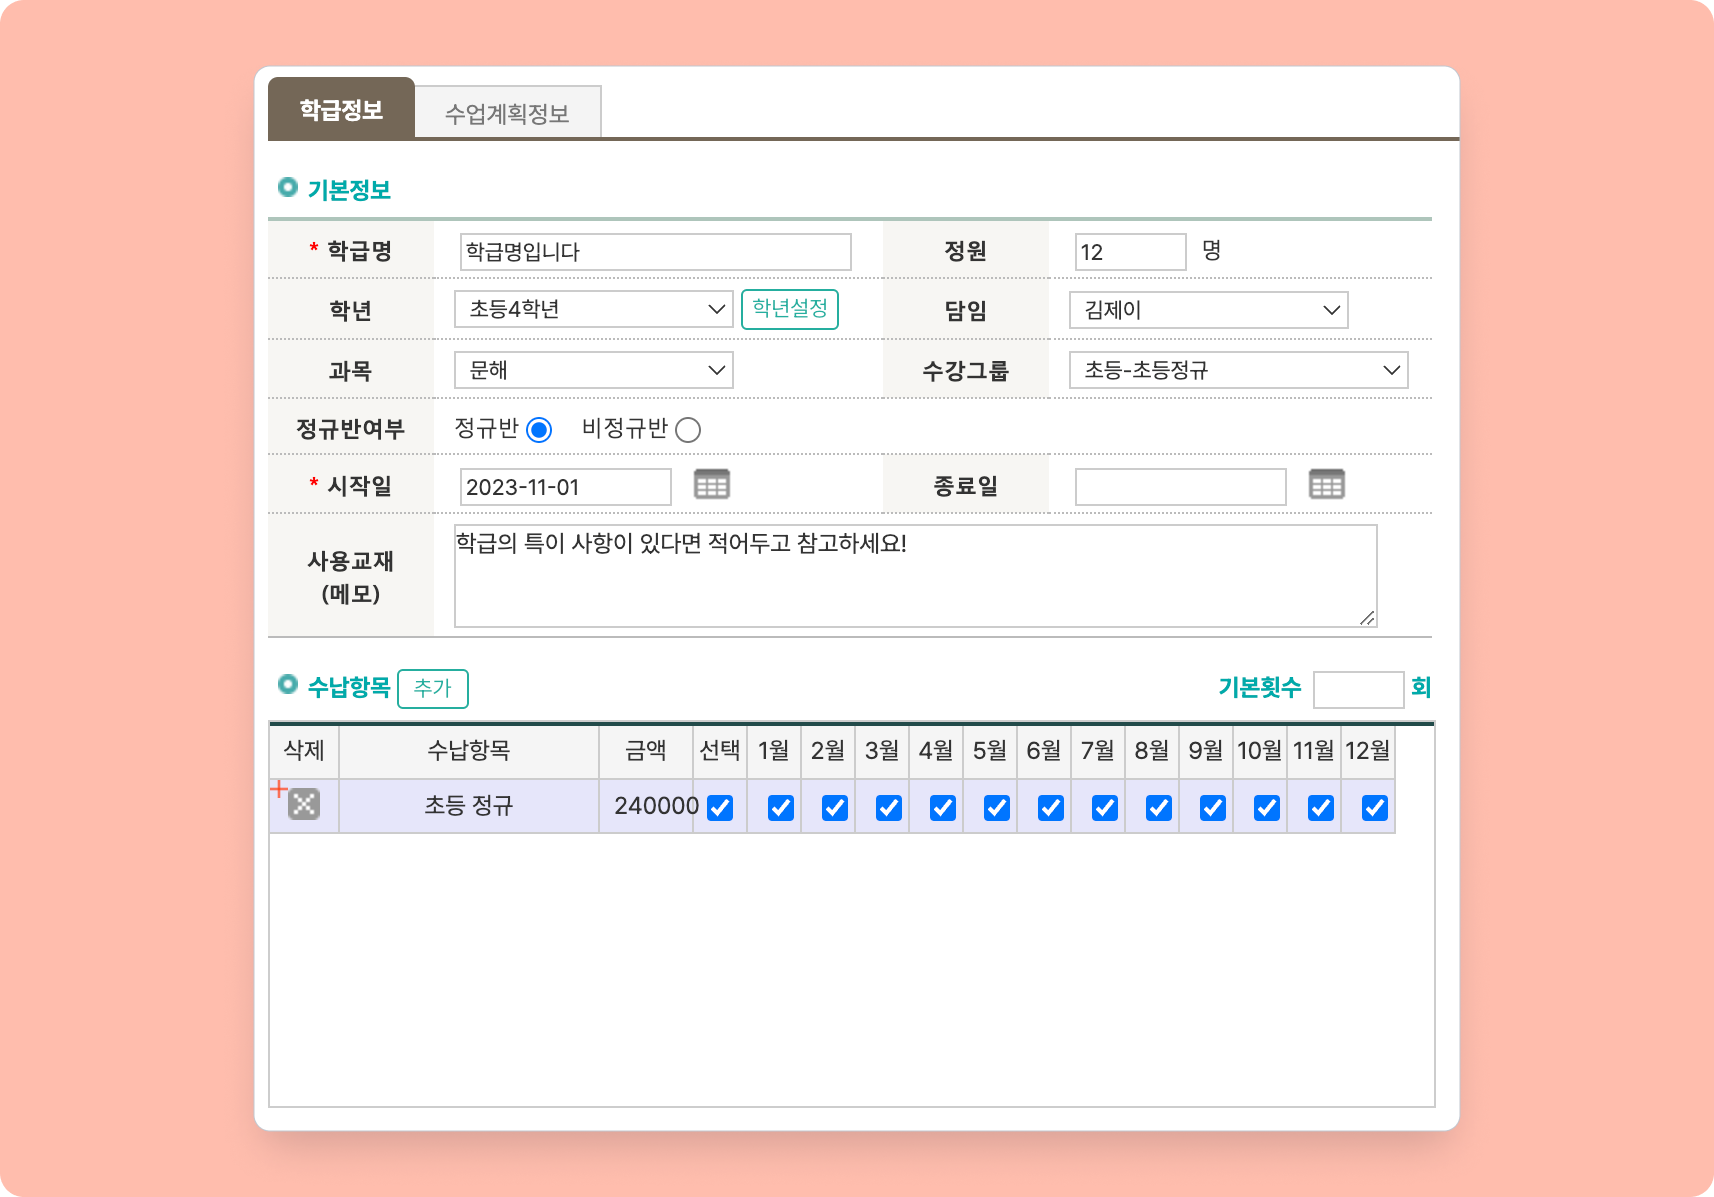 학급정보 수업계획정보
기본정보
* 학급명 학급명입니다 정원 12 명
학년 초등4학년 학년설정 담임 김제이
과목 문해 수강그룹 초등-초등정규
정규반여부 정규반 비정규반
* 시작일 2023-11-01 종료일
사용교재
(메모)
학급의 특이 사항이 있다면 적어두고 참고하세요!
수납항목 추가 기본횟수 회
삭제 수납항목 금액 선택 1월 2월 3월 4월 5월 6월 7월 8월 9월 10월 11월 12월
초등 정규 240000